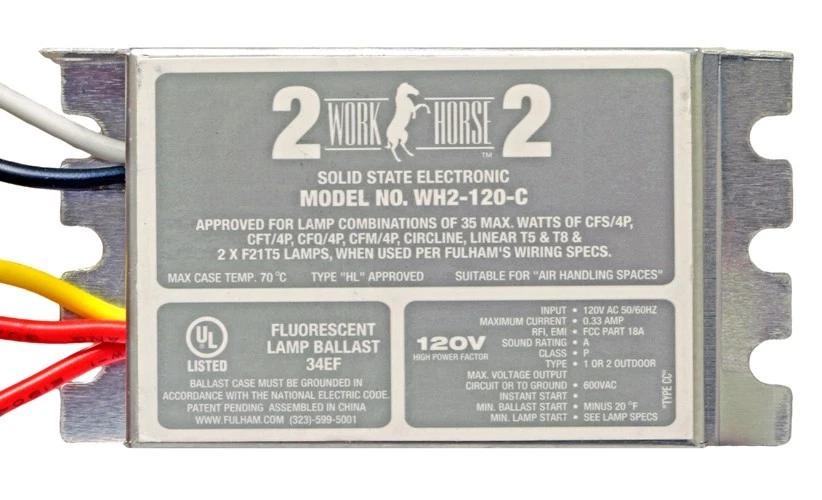 2 WORK HORSE 2
TM
SOLID STATE ELECTRONIC
MODEL NO. WH2-120-C
APPROVED FOR LAMP COMBINATIONS OF 35 MAX. WATTS OF CFS/4P,
CFT/4P, CFQ/4P, CFM/4P, CIRCLINE, LINEAR T5 & T8 &
2 X F21T5 LAMPS, WHEN USED PER FULHAM'S WIRING SPECS.
MAX CASE TEMP. 70 °C TYPE "HL" APPROVED SUITABLE FOR "AIR HANDLING SPACES"
UL
LISTED
FLUORESCENT
LAMP BALLAST
34EF
BALLAST CASE MUST BE GROUNDED IN
ACCORDANCE WITH THE NATIONAL ELECTRIC CODE.
PATENT PENDING ASSEMBLED IN CHINA
WWW.FULHAM.COM (323)-599-5001
120V
HIGH POWER FACTOR
INPUT • 120V AC 50/60HZ
MAXIMUM CURRENT • 0.33 AMP
RFI, EMI • FCC PART 18A
SOUND RATING • A
CLASS • P
TYPE • 1 OR 2 OUTDOOR
MAX. VOLTAGE OUTPUT
CIRCUIT OR TO GROUND • 600VAC
INSTANT START •
MIN. BALLAST START • MINUS 20 °F
MIN. LAMP START • SEE LAMP SPECS
"TYPE CC"